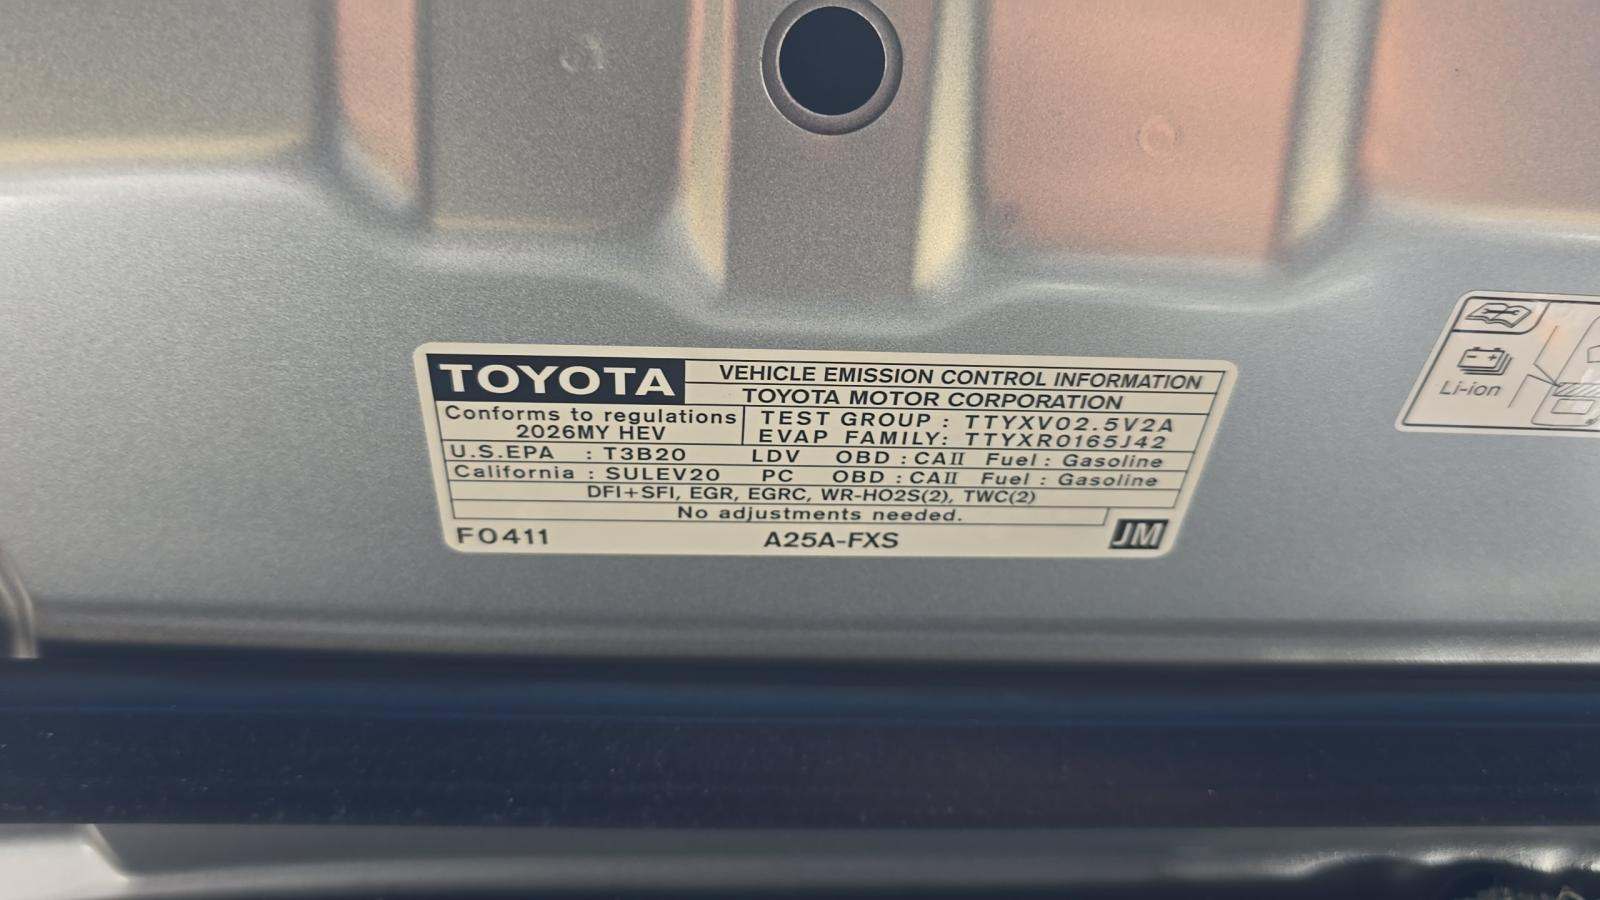 TOYOTA
VEHICLE EMISSION CONTROL INFORMATION
TOYOTA MOTOR CORPORATION
Conforms to regulations
2026MY HEV
TEST GROUP : TTYXV02.5V2A
EVAP FAMILY: TTYXR0165J42
U.S.EPA : T3B20 LDV OBD : CAII Fuel : Gasoline
California : SULEV20 PC OBD : CAII Fuel : Gasoline
DFI+SFI, EGR, EGRC, WR-HO2S(2), TWC(2)
No adjustments needed.
F0411 A25A-FXS JM
Li-ion